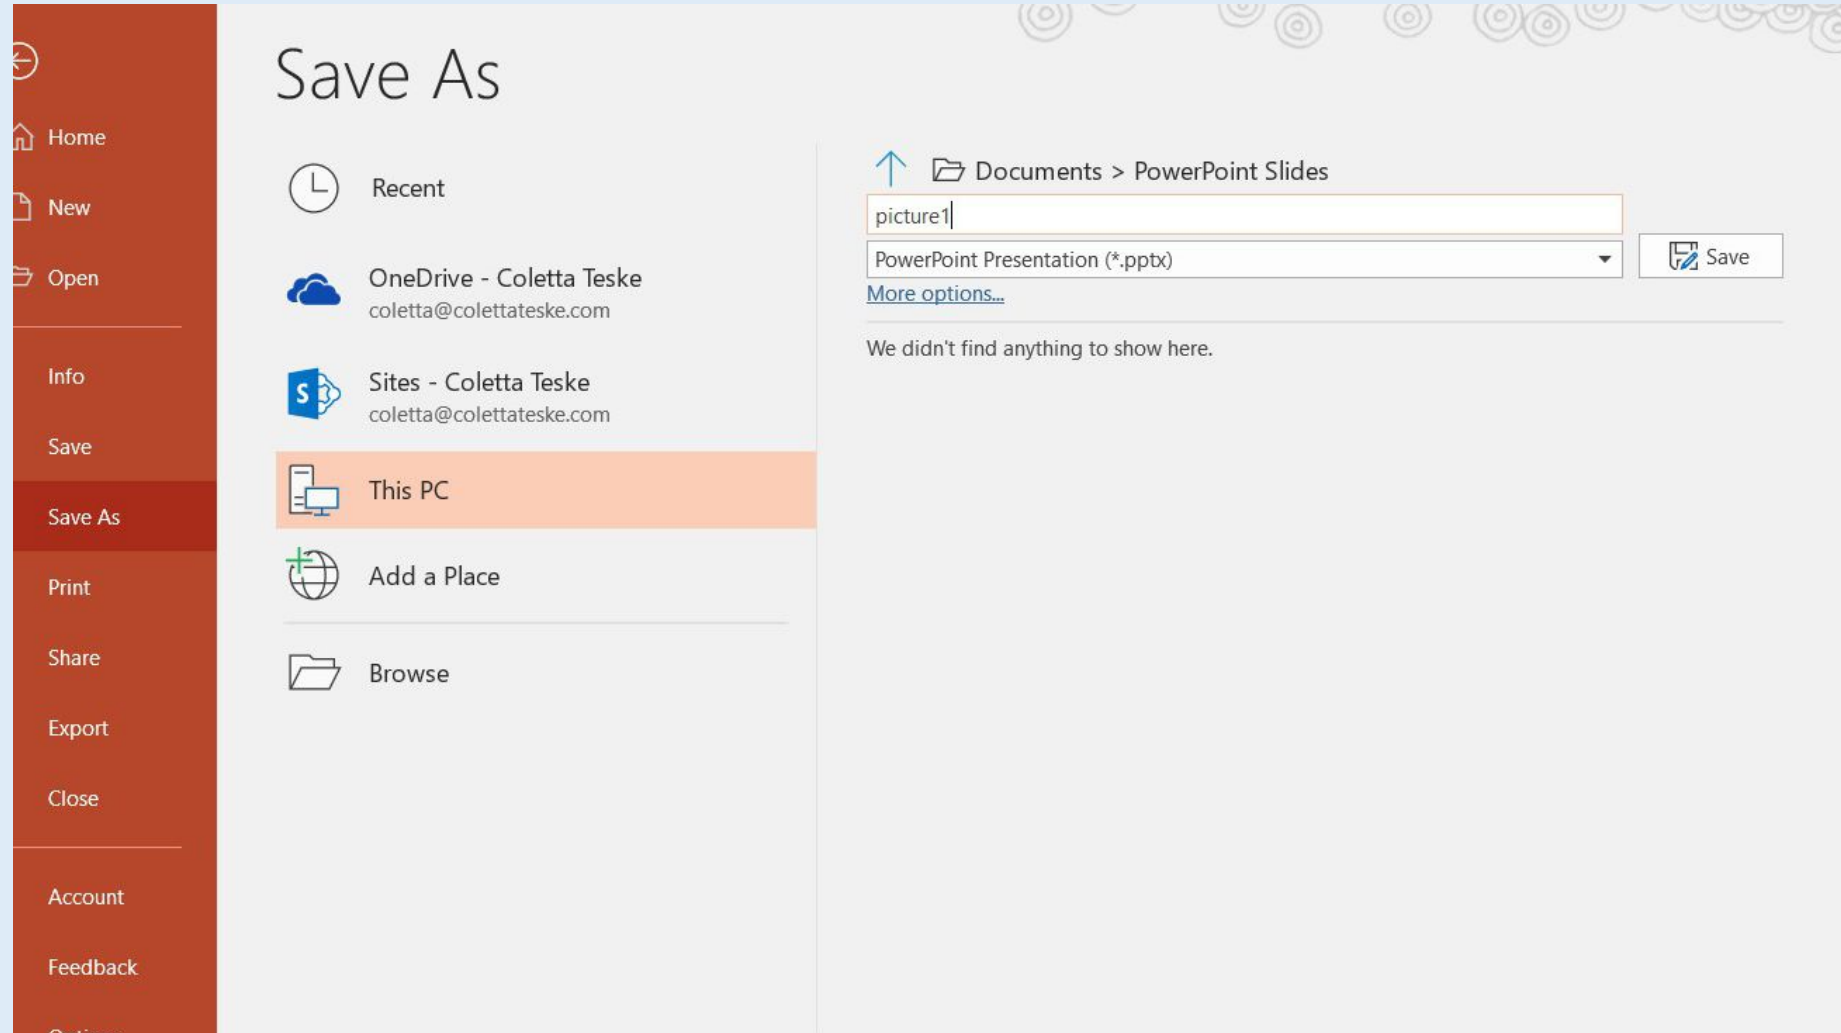 Save As
Home
New
Open
Info
Save
Save As
Print
Share
Export
Close
Account
Feedback
Recent
OneDrive - Coletta Teske
coletta@colettateske.com
Sites - Coletta Teske
coletta@colettateske.com
This PC
Add a Place
Browse
Documents > PowerPoint Slides
picture1
PowerPoint Presentation (*.pptx)
Save
More options...
We didn't find anything to show here.